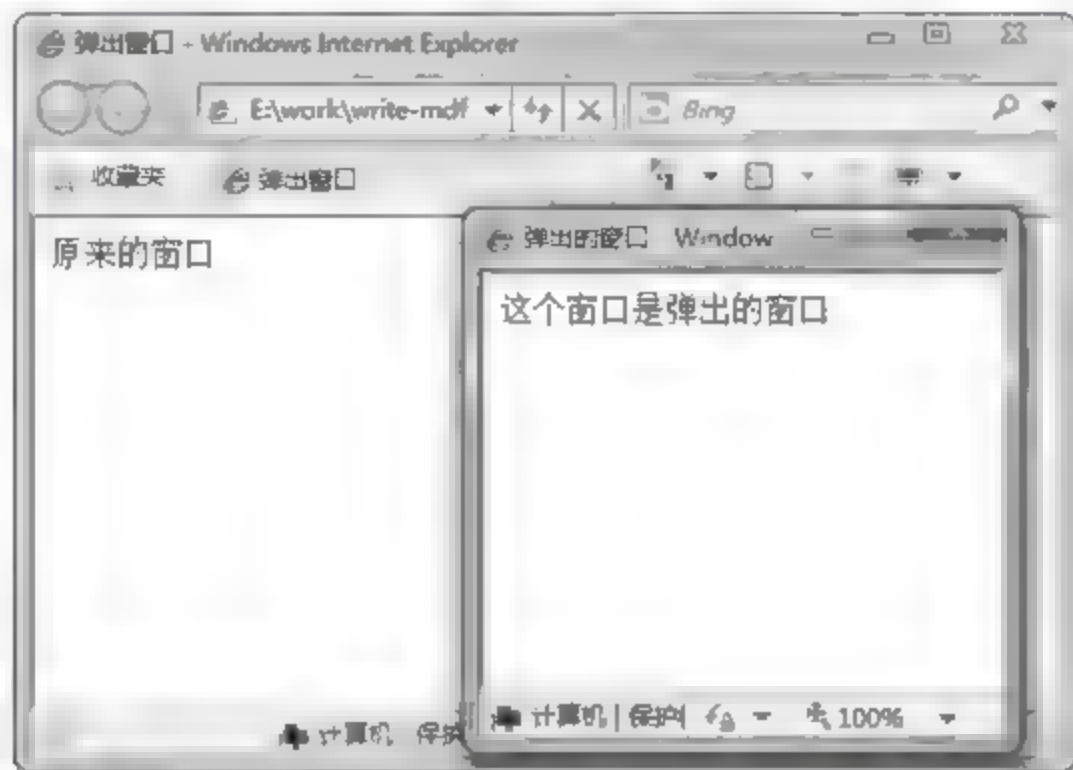 弹出窗口 - Windows Internet Explorer
E:\work\write-mdf
Bing
收藏夹 弹出窗口
原来的窗口
弹出的窗口 Window
这个窗口是弹出的窗口
计算机 保护
计算机 | 保护 100%